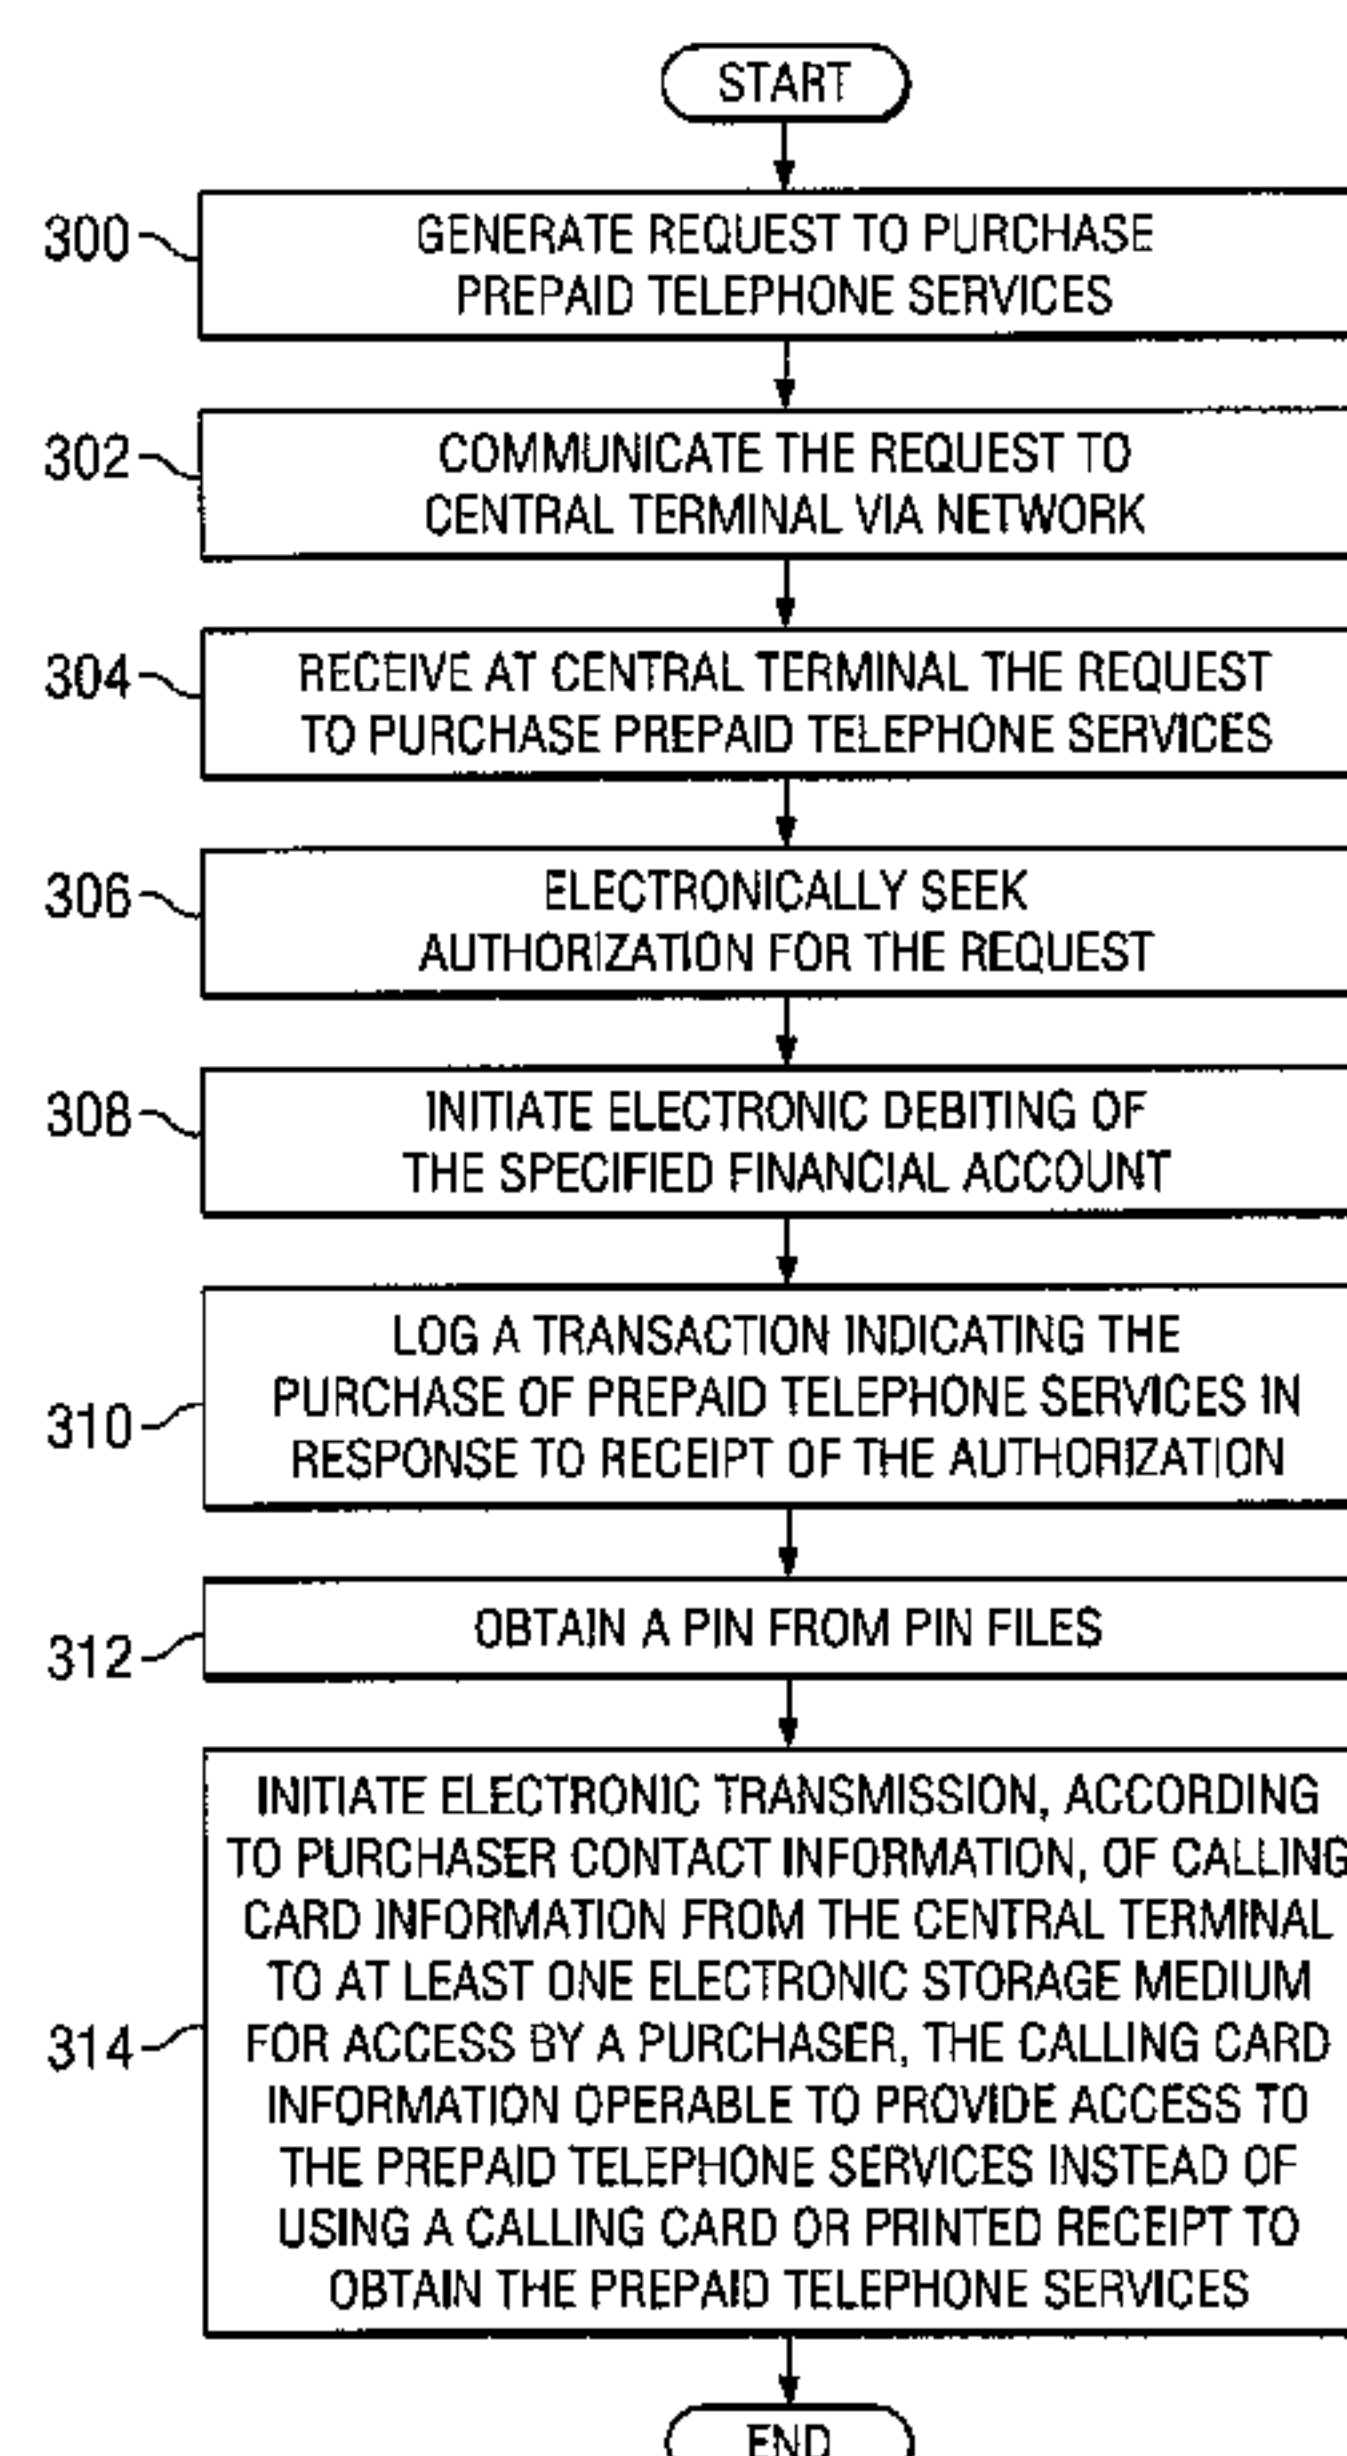 START
300
GENERATE REQUEST TO PURCHASE
PREPAID TELEPHONE SERVICES
302
COMMUNICATE THE REQUEST TO
CENTRAL TERMINAL VIA NETWORK
304
RECEIVE AT CENTRAL TERMINAL THE REQUEST
TO PURCHASE PREPAID TELEPHONE SERVICES
306
ELECTRONICALLY SEEK
AUTHORIZATION FOR THE REQUEST
308
INITIATE ELECTRONIC DEBITING OF
THE SPECIFIED FINANCIAL ACCOUNT
310
LOG A TRANSACTION INDICATING THE
PURCHASE OF PREPAID TELEPHONE SERVICES IN
RESPONSE TO RECEIPT OF THE AUTHORIZATION
312
OBTAIN A PIN FROM PIN FILES
314
INITIATE ELECTRONIC TRANSMISSION, ACCORDING
TO PURCHASER CONTACT INFORMATION, OF CALLING
CARD INFORMATION FROM THE CENTRAL TERMINAL
TO AT LEAST ONE ELECTRONIC STORAGE MEDIUM
FOR ACCESS BY A PURCHASER, THE CALLING CARD
INFORMATION OPERABLE TO PROVIDE ACCESS TO
THE PREPAID TELEPHONE SERVICES INSTEAD OF
USING A CALLING CARD OR PRINTED RECEIPT TO
OBTAIN THE PREPAID TELEPHONE SERVICES
END